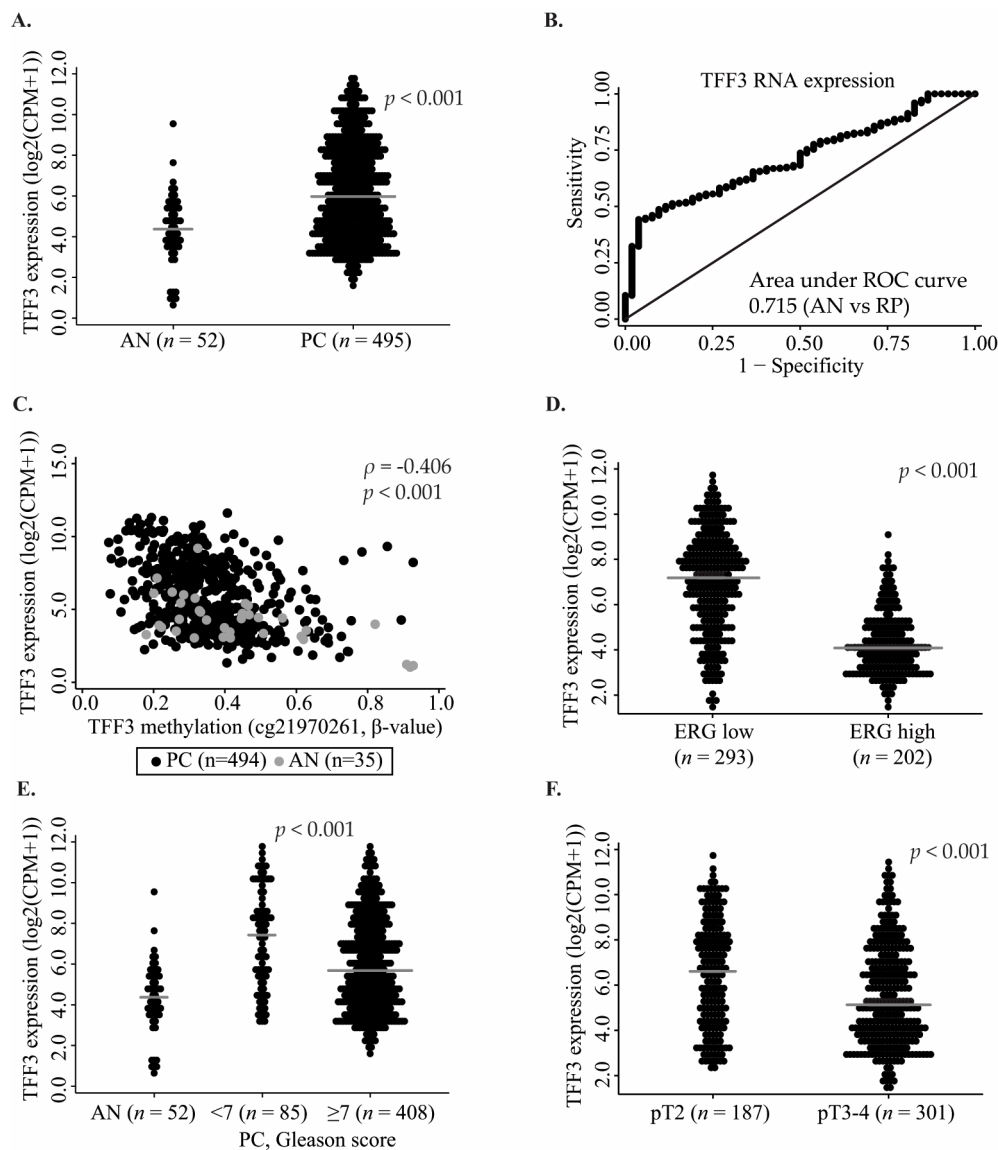 A.
TFF3 expression (log2(CPM+1))
12.0
10.0
8.0
6.0
4.0
2.0
0.0
p < 0.001
AN (n = 52)
PC (n = 495)
B.
TFF3 RNA expression
Sensitivity
1.00
0.75
0.50
0.25
0.00
Area under ROC curve
0.715 (AN vs RP)
0.00 0.25 0.50 0.75 1.00
1 − Specificity
C.
TFF3 expression (log2(CPM+1))
15.0
10.0
5.0
0.0
ρ = -0.406
p < 0.001
0.0 0.2 0.4 0.6 0.8 1.0
TFF3 methylation (cg21970261, β-value)
PC (n=494) AN (n=35)
D.
TFF3 expression (log2(CPM+1))
12.0
10.0
8.0
6.0
4.0
2.0
p < 0.001
ERG low
(n = 293)
ERG high
(n = 202)
E.
TFF3 expression (log2(CPM+1))
12.0
10.0
8.0
6.0
4.0
2.0
0.0
p < 0.001
AN (n = 52) <7 (n = 85) ≥7 (n = 408)
PC, Gleason score
F.
TFF3 expression (log2(CPM+1))
12.0
10.0
8.0
6.0
4.0
2.0
p < 0.001
pT2 (n = 187)
pT3-4 (n = 301)